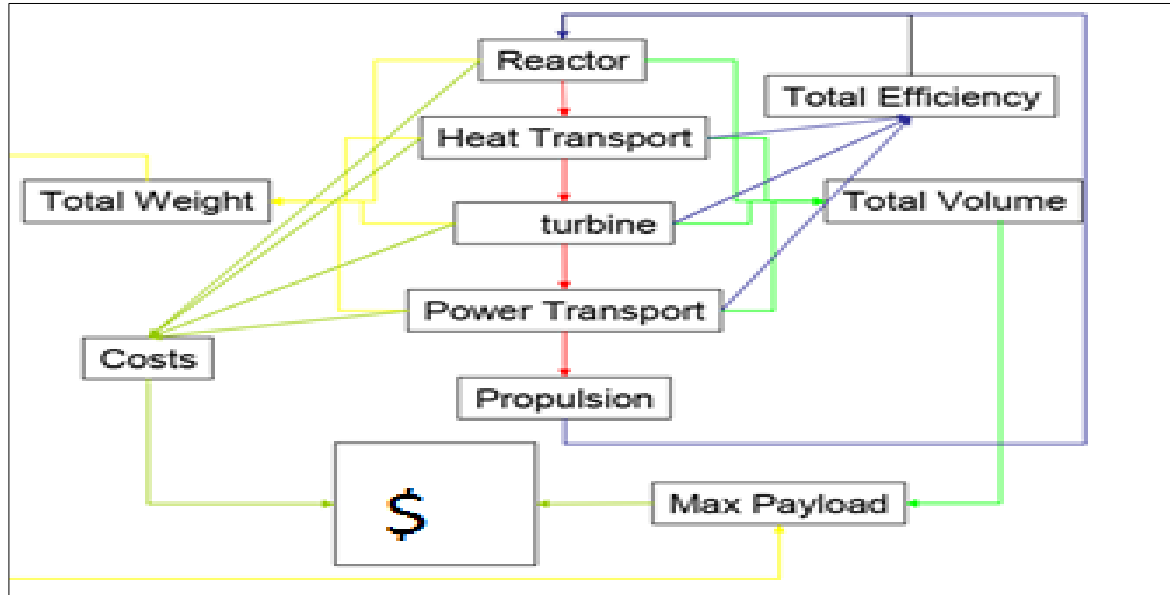 Reactor
Total Efficiency
Heat Transport
Total Weight
turbine
Total Volume
Power Transport
Costs
Propulsion
$
Max Payload